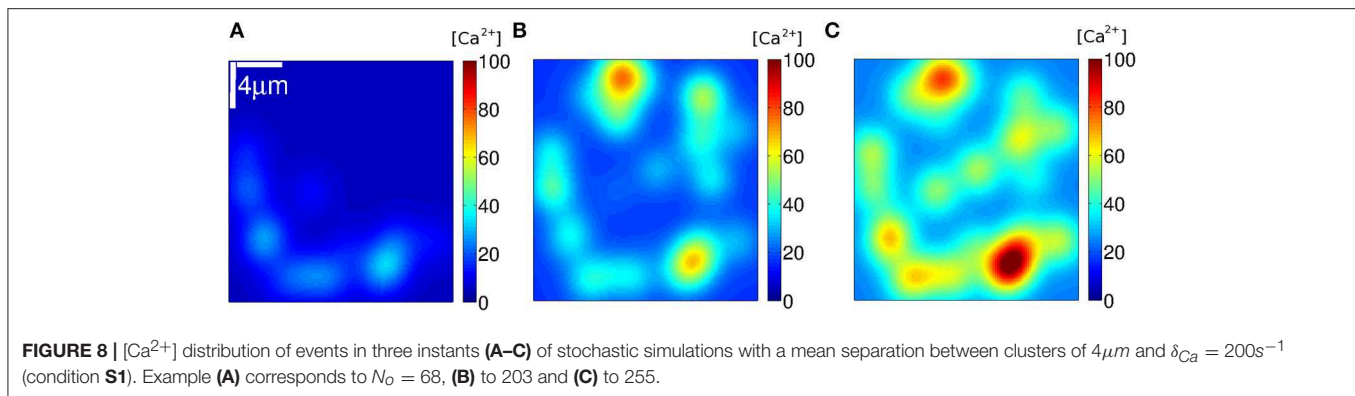 A
B
C
[Ca²⁺]
[Ca²⁺]
[Ca²⁺]
4μm
100
80
60
40
20
0
100
80
60
40
20
0
100
80
60
40
20
0
FIGURE 8 | [Ca²⁺] distribution of events in three instants (A–C) of stochastic simulations with a mean separation between clusters of 4μm and δCa = 200s⁻¹
(condition S1). Example (A) corresponds to Nₒ = 68, (B) to 203 and (C) to 255.